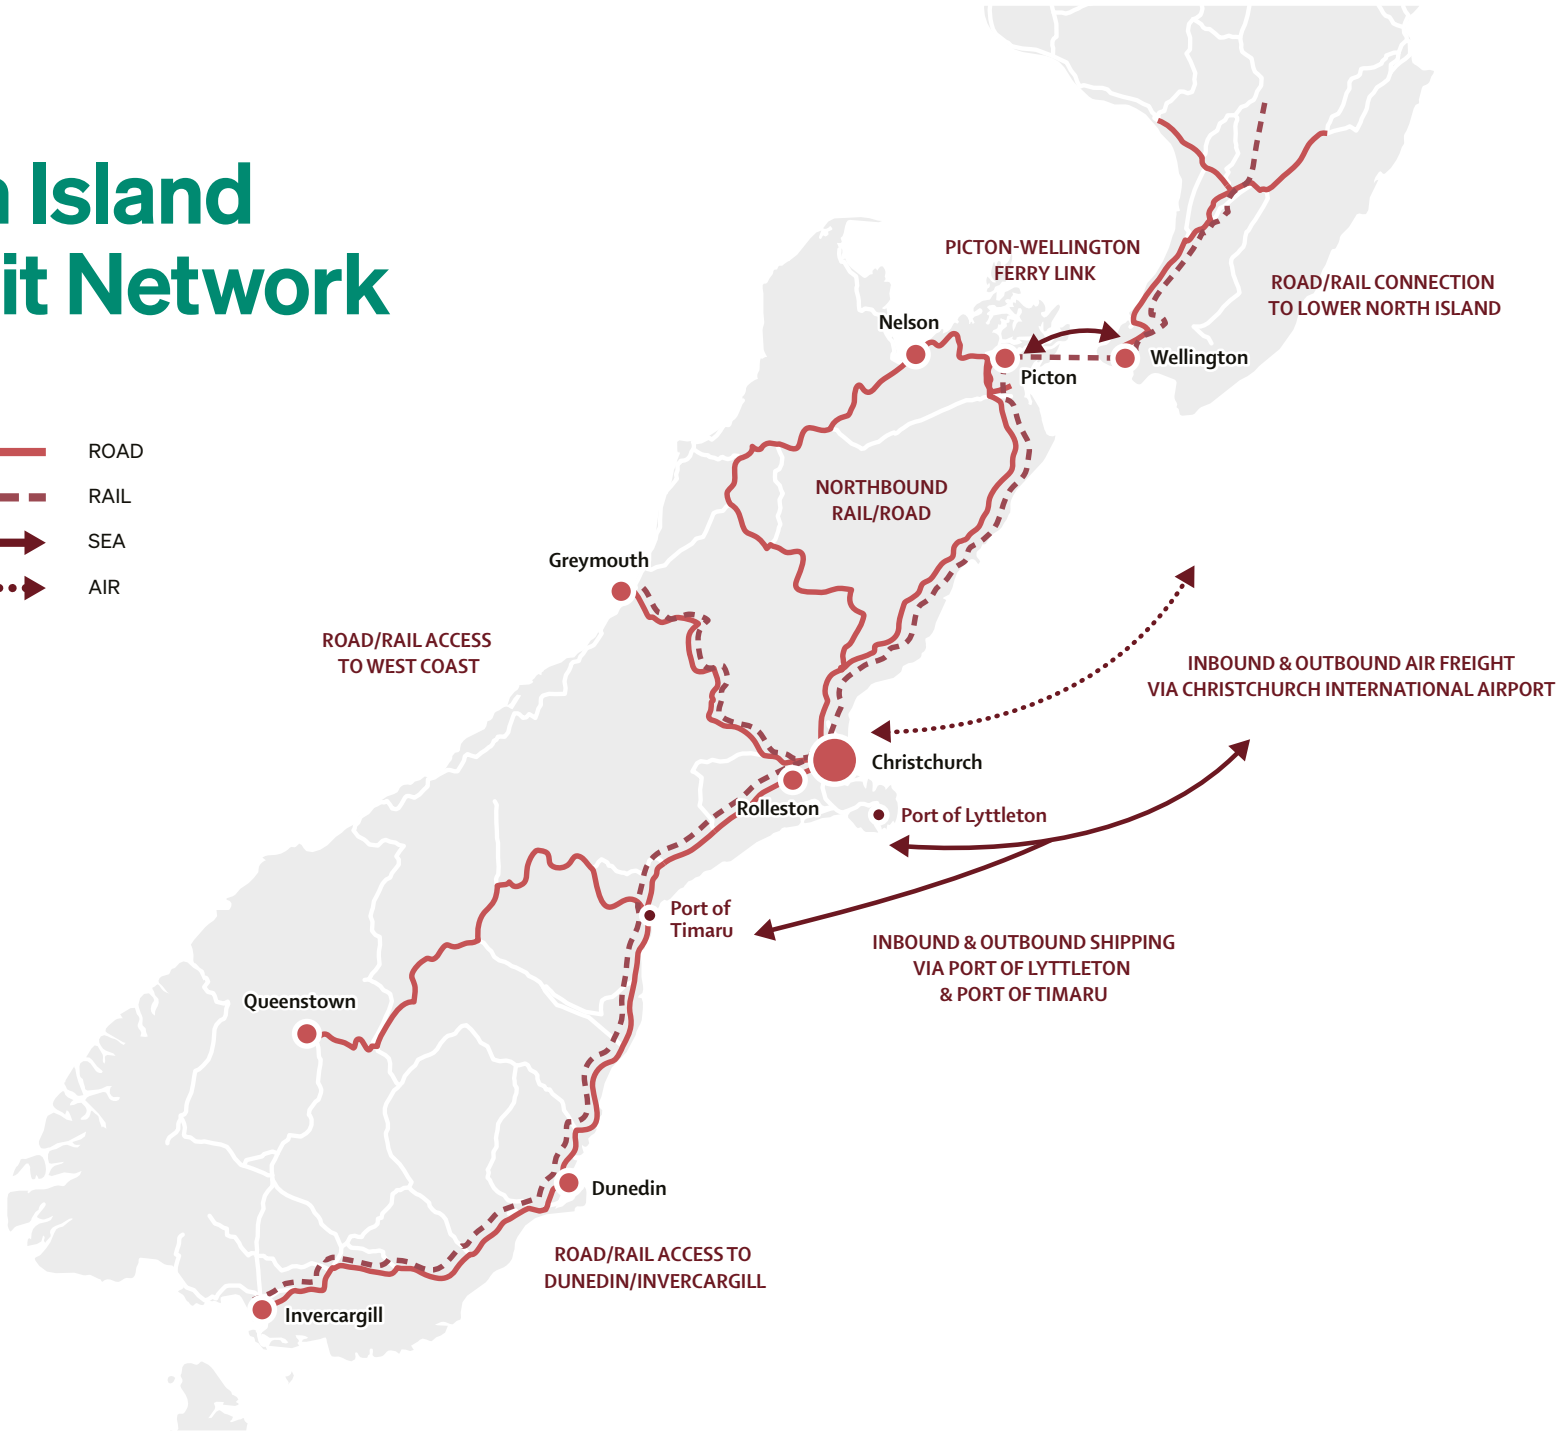 n Island
it Network
ROAD
RAIL
SEA
AIR
PICTON-WELLINGTON
FERRY LINK
ROAD/RAIL CONNECTION
TO LOWER NORTH ISLAND
Nelson
Picton
Wellington
NORTHBOUND
RAIL/ROAD
Greymouth
ROAD/RAIL ACCESS
TO WEST COAST
INBOUND & OUTBOUND AIR FREIGHT
VIA CHRISTCHURCH INTERNATIONAL AIRPORT
Christchurch
Rolleston
Port of Lyttleton
Port of
Timaru
INBOUND & OUTBOUND SHIPPING
VIA PORT OF LYTTLETON
& PORT OF TIMARU
Queenstown
Dunedin
ROAD/RAIL ACCESS TO
DUNEDIN/INVERCARGILL
Invercargill